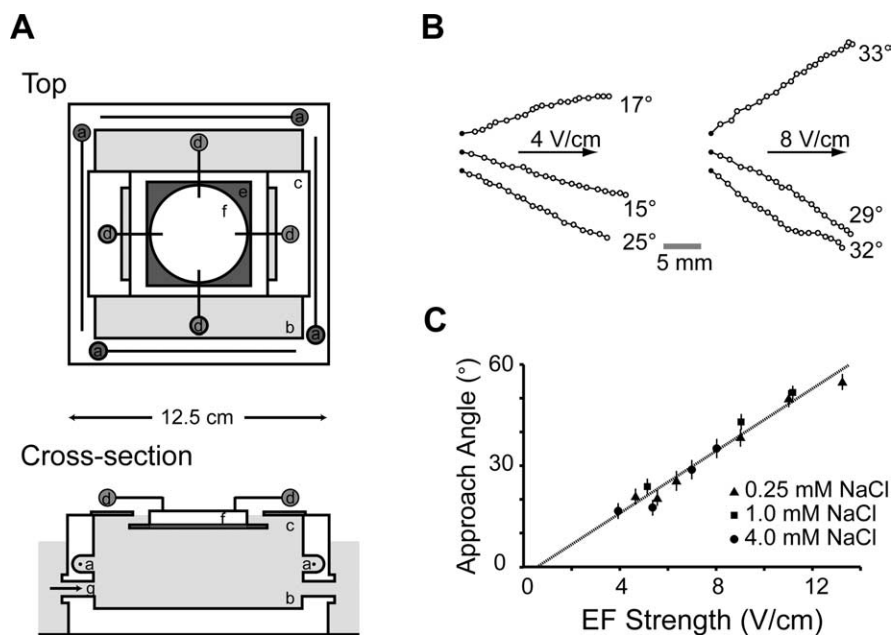 A
Top
a
a
d
c
e
f
d
d
b
d
a
a
12.5 cm
Cross-section
d
d
f
c
a
a
g
b
B
17°
4 V/cm
15°
25°
5 mm
33°
8 V/cm
29°
32°
C
Approach Angle (°)
60
30
0
0
4
8
12
EF Strength (V/cm)
0.25 mM NaCl
1.0 mM NaCl
4.0 mM NaCl